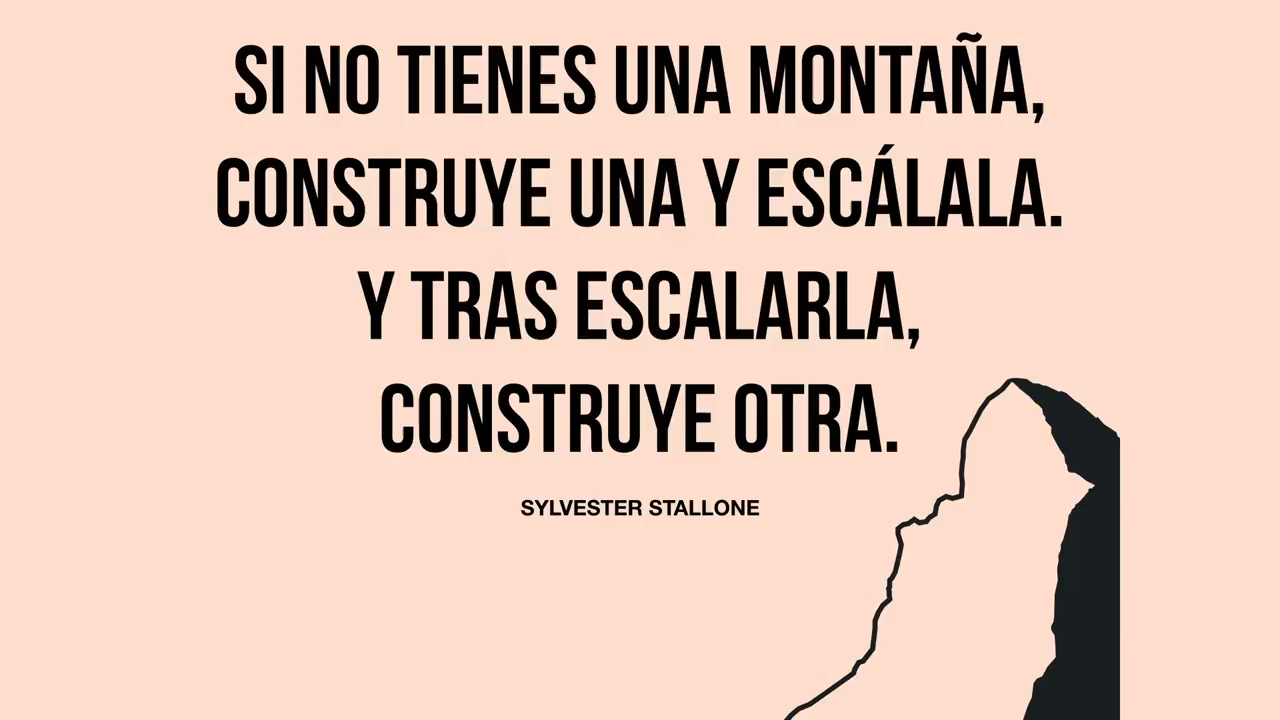 SI NO TIENES UNA MONTAÑA,
CONSTRUYE UNA Y ESCÁLALA.
Y TRAS ESCALARLA,
CONSTRUYE OTRA.
SYLVESTER STALLONE